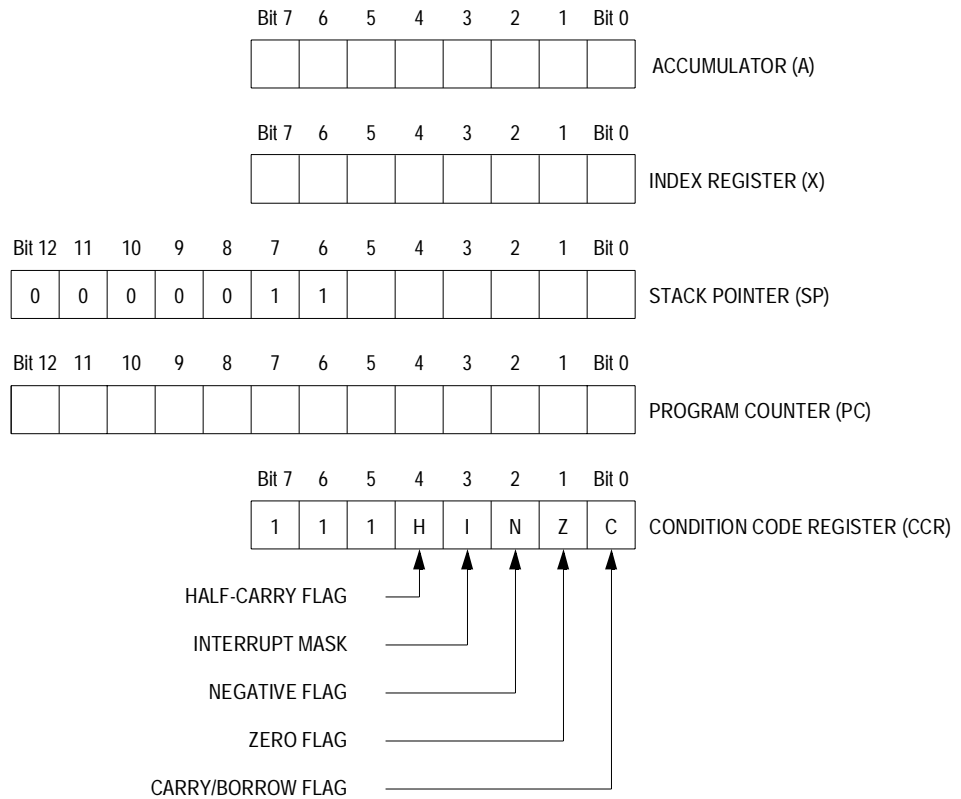 Bit 7 6 5 4 3 2 1 Bit 0
ACCUMULATOR (A)
Bit 7 6 5 4 3 2 1 Bit 0
INDEX REGISTER (X)
Bit 12 11 10 9 8 7 6 5 4 3 2 1 Bit 0
0 0 0 0 0 1 1 STACK POINTER (SP)
Bit 12 11 10 9 8 7 6 5 4 3 2 1 Bit 0
PROGRAM COUNTER (PC)
Bit 7 6 5 4 3 2 1 Bit 0
1 1 1 H I N Z C CONDITION CODE REGISTER (CCR)
HALF-CARRY FLAG
INTERRUPT MASK
NEGATIVE FLAG
ZERO FLAG
CARRY/BORROW FLAG